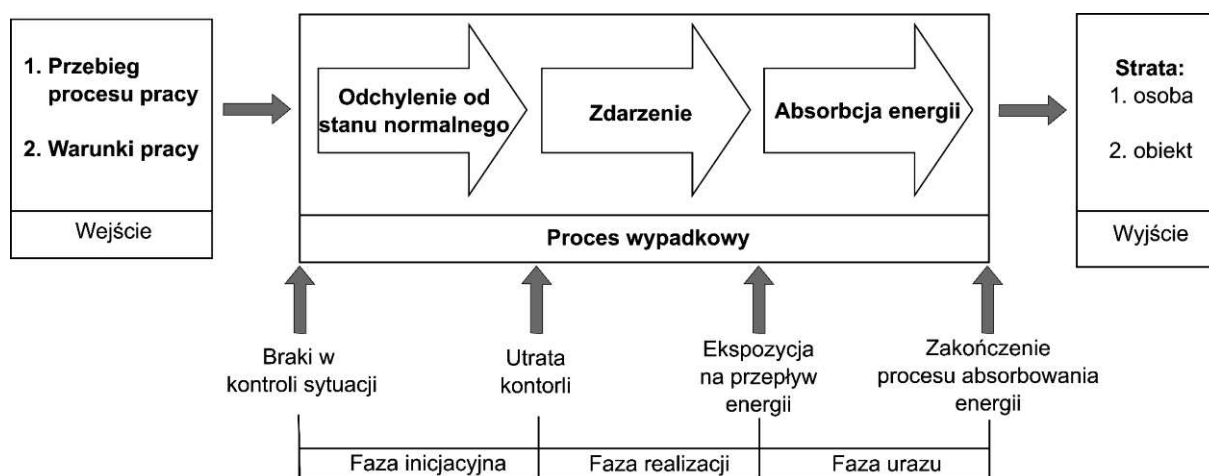 1. Przebieg
procesu pracy
2. Warunki pracy
Wejście
Odchylenie od
stanu normalnego
Zdarzenie
Absorbcja energii
Proces wypadkowy
Strata:
1. osoba
2. obiekt
Wyjście
Braki w
kontroli sytuacji
Utrata
kontorli
Ekspozycja
na przepływ
energii
Zakończenie
procesu absorbowania
energii
Faza inicjacyjna
Faza realizacji
Faza urazu